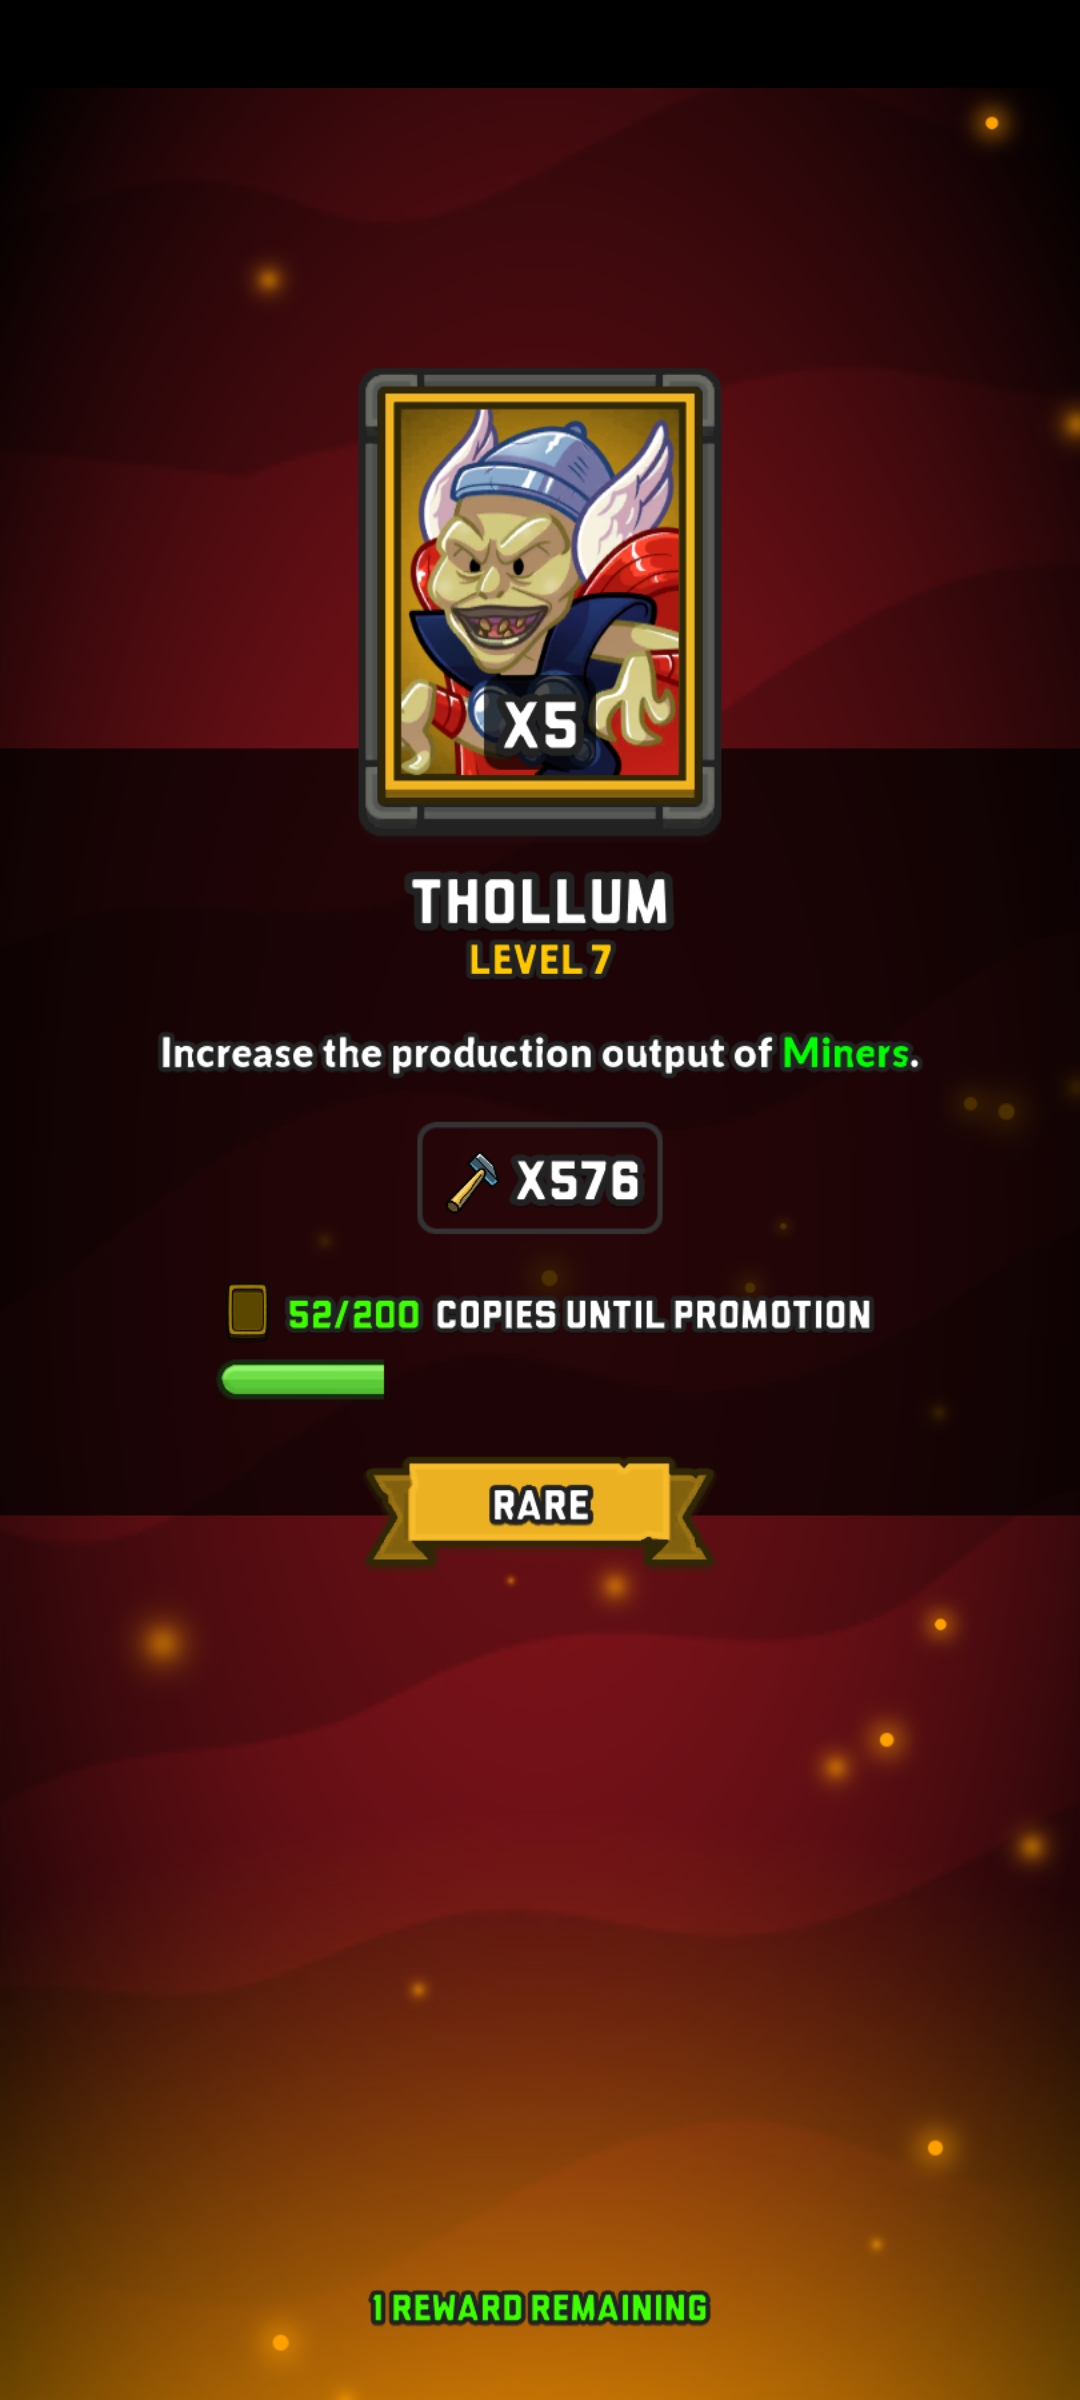 X5
THOLLUM
LEVEL 7
Increase the production output of Miners.
X576
52/200 COPIES UNTIL PROMOTION
RARE
1 REWARD REMAINING